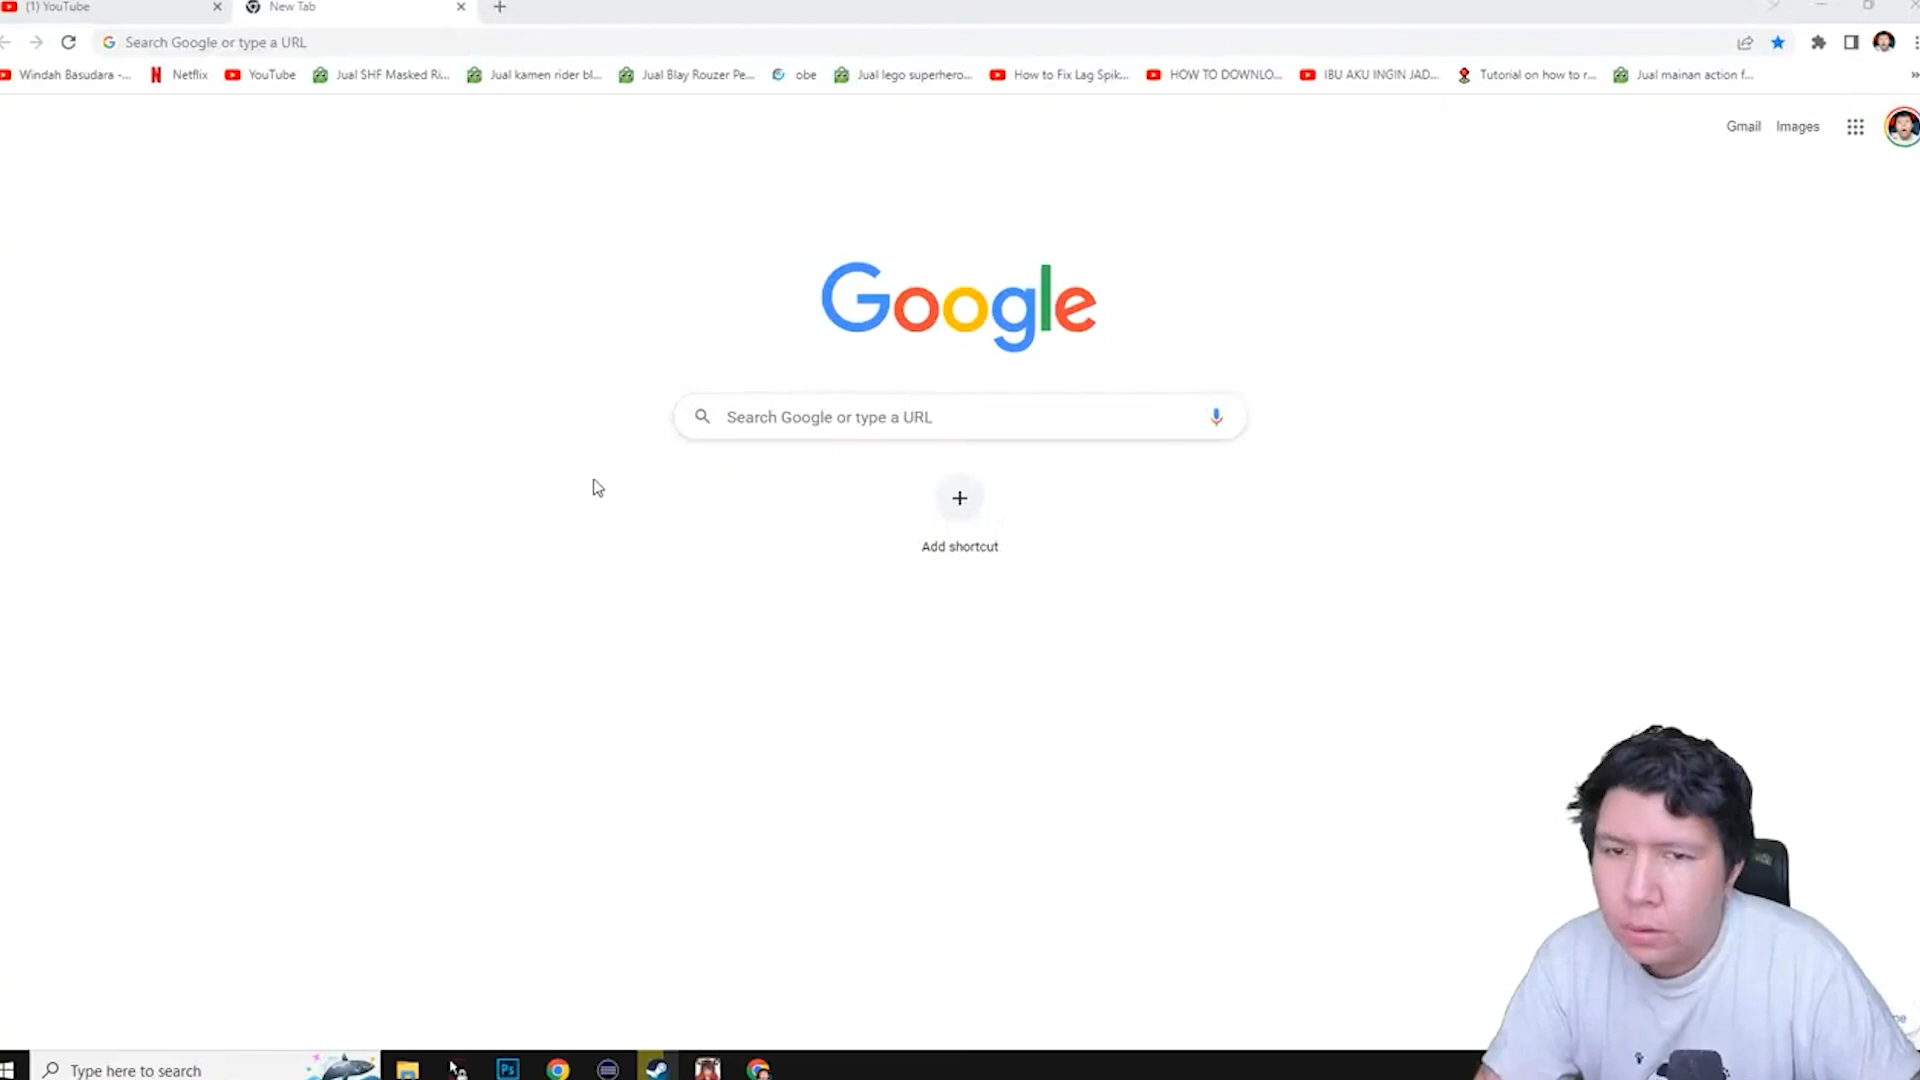 (1) YouTube
New Tab
Search Google or type a URL
Windah Basudara -...
Netflix
YouTube
Jual SHF Masked Ri...
Jual kamen rider bl...
Jual Blay Rouzer Pe...
obe
Jual lego superhero...
How to Fix Lag Spik...
HOW TO DOWNLO...
IBU AKU INGIN JAD...
Tutorial on how to r...
Jual mainan action f...
Gmail
Images
Google
Search Google or type a URL
Add shortcut
Type here to search
Ps